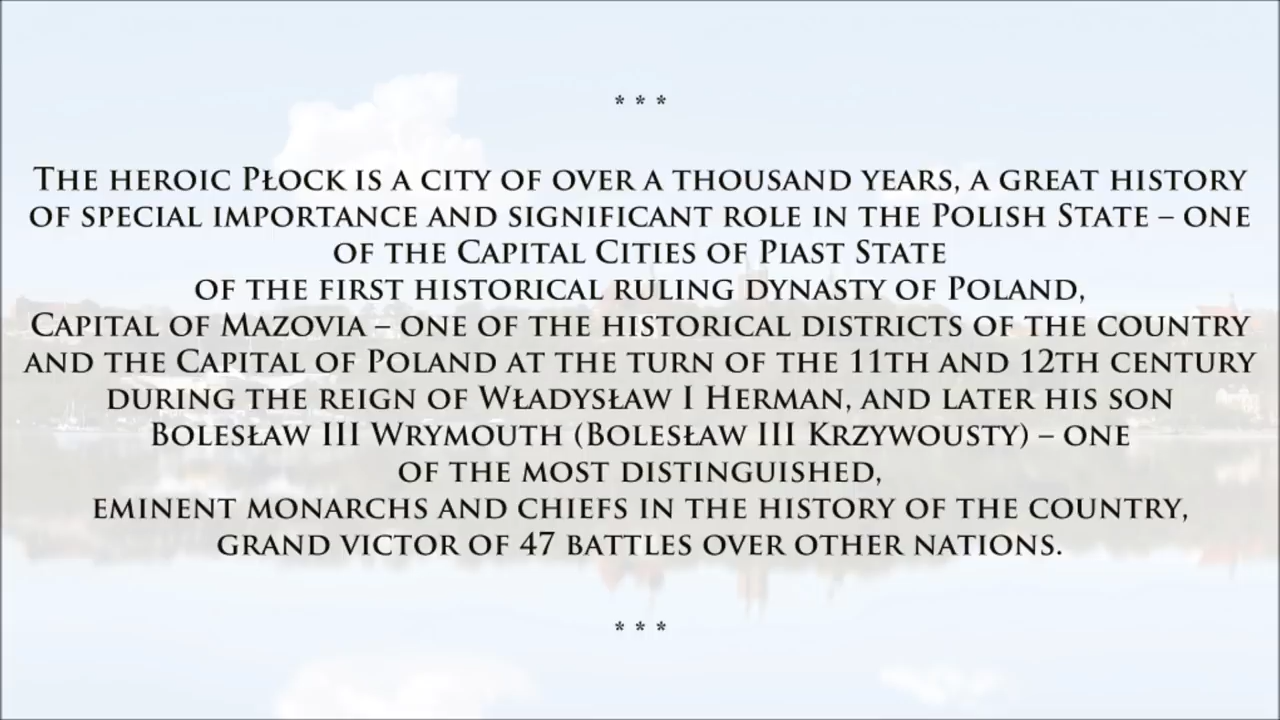 * * *
The heroic Płock is a city of over a thousand years, a great history
of special importance and significant role in the Polish State – one
of the Capital Cities of Piast State
of the first historical ruling dynasty of Poland,
Capital of Mazovia – one of the historical districts of the country
and the Capital of Poland at the turn of the 11th and 12th century
during the reign of Władysław I Herman, and later his son
Bolesław III Wrymouth (Bolesław III Krzywousty) – one
of the most distinguished,
eminent monarchs and chiefs in the history of the country,
grand victor of 47 battles over other nations.
* * *